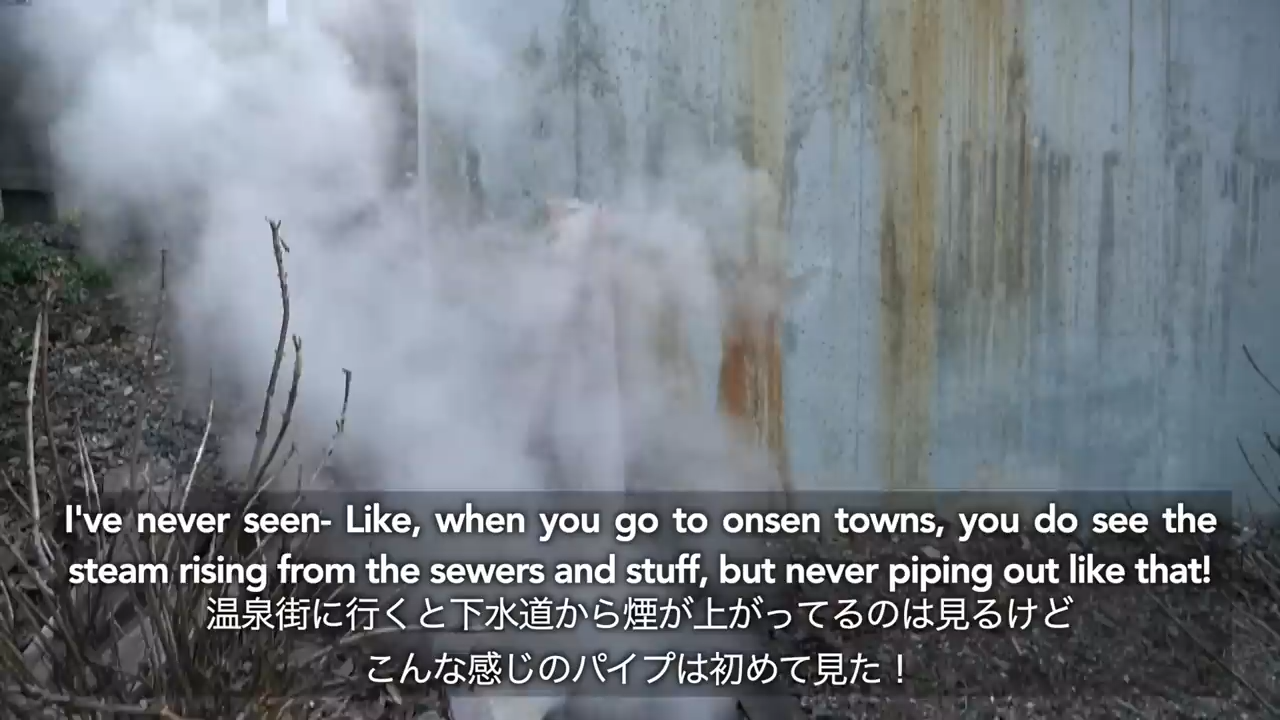 I've never seen- Like, when you go to onsen towns, you do see the
steam rising from the sewers and stuff, but never piping out like that!
温泉街に行くと下水道から煙が上がってるのは見るけど
こんな感じのパイプは初めて見た！